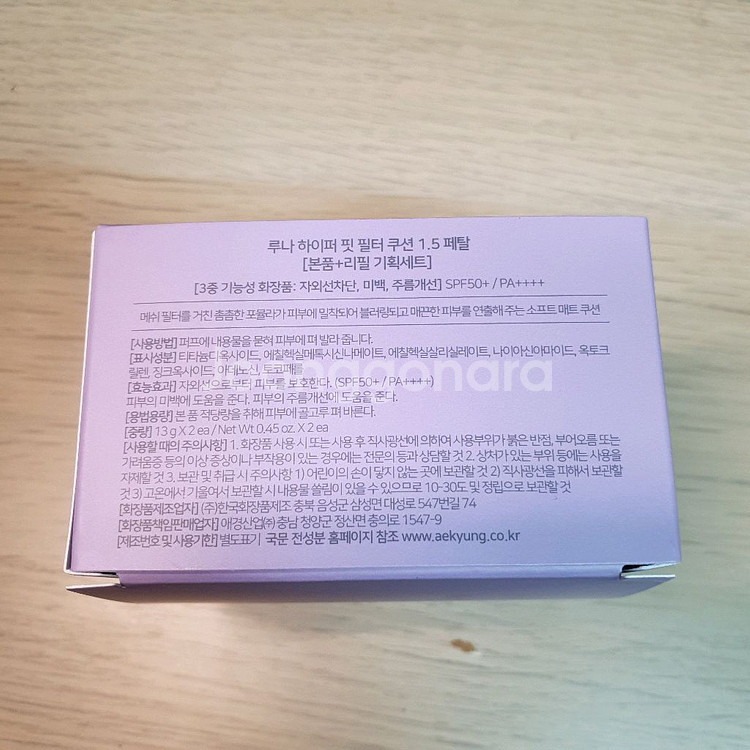 루나 하이퍼 핏 필터 쿠션 1.5 페탈
[본품+리필 기획세트]
[3중 기능성 화장품: 자외선차단, 미백, 주름개선] SPF50+ / PA++++
메쉬 필터를 거친 촘촘한 포뮬라가 피부에 밀착되어 블러링되고 매끈한 피부를 연출해 주는 소프트 매트 쿠션
[사용방법] 퍼프에 내용물을 묻혀 피부에 펴 발라 줍니다.
[표시성분] 티타늄디옥사이드, 에칠헥실메톡시신나메이트, 에칠헥실살리실레이트, 나이아신아마이드, 옥토크
릴렌, 징크옥사이드, 아데노신, 토코페롤
[효능효과] 자외선으로부터 피부를 보호한다. (SPF50+ / PA++++)
피부의 미백에 도움을 준다. 피부의 주름개선에 도움을 준다.
[용법용량] 본 품 적당량을 취해 피부에 골고루 펴 바른다.
[중량] 13 g X 2 ea / Net Wt 0.45 oz. X 2 ea
[사용할 때의 주의사항] 1. 화장품 사용 시 또는 사용 후 직사광선에 의하여 사용부위가 붉은 반점, 부어오름 또는
가려움증 등의 이상 증상이나 부작용이 있는 경우에는 전문의 등과 상담할 것 2. 상처가 있는 부위 등에는 사용을
자제할 것 3. 보관 및 취급 시 주의사항 1) 어린이의 손이 닿지 않는 곳에 보관할 것 2) 직사광선을 피해서 보관할
것 3) 고온에서 기울여서 보관할 시 내용물 쏠림이 있을 수 있으므로 10-30도 및 정립으로 보관할 것
[화장품제조업자] (주)한국화장품제조 충북 음성군 삼성면 대성로 547번길 74
[화장품책임판매업자] 애경산업㈜ 충남 청양군 정산면 충의로 1547-9
[제조번호 및 사용기한] 별도표기 국문 전성분 홈페이지 참조 www.aekyung.co.kr